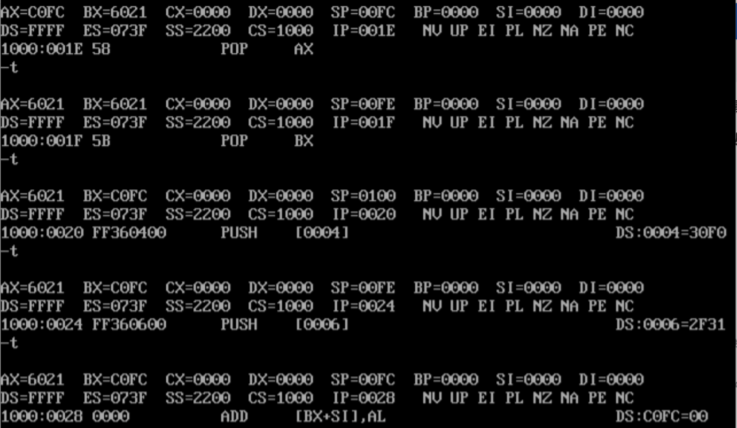 AX=C0FC  BX=6021  CX=0000  DX=0000  SP=00FC  BP=0000  SI=0000  DI=0000
DS=FFFF  ES=073F  SS=2200  CS=1000  IP=001E   NV UP EI PL NZ NA PE NC
1000:001E 58            POP     AX
-t
AX=6021  BX=6021  CX=0000  DX=0000  SP=00FE  BP=0000  SI=0000  DI=0000
DS=FFFF  ES=073F  SS=2200  CS=1000  IP=001F   NV UP EI PL NZ NA PE NC
1000:001F 5B            POP     BX
-t
AX=6021  BX=C0FC  CX=0000  DX=0000  SP=0100  BP=0000  SI=0000  DI=0000
DS=FFFF  ES=073F  SS=2200  CS=1000  IP=0020   NV UP EI PL NZ NA PE NC
1000:0020 FF360400      PUSH    [0004]                             DS:0004=30F0
-t
AX=6021  BX=C0FC  CX=0000  DX=0000  SP=00FE  BP=0000  SI=0000  DI=0000
DS=FFFF  ES=073F  SS=2200  CS=1000  IP=0024   NV UP EI PL NZ NA PE NC
1000:0024 FF360600      PUSH    [0006]                             DS:0006=2F31
-t
AX=6021  BX=C0FC  CX=0000  DX=0000  SP=00FC  BP=0000  SI=0000  DI=0000
DS=FFFF  ES=073F  SS=2200  CS=1000  IP=0028   NV UP EI PL NZ NA PE NC
1000:0028 0000          ADD     [BX+SI],AL                         DS:C0FC=00